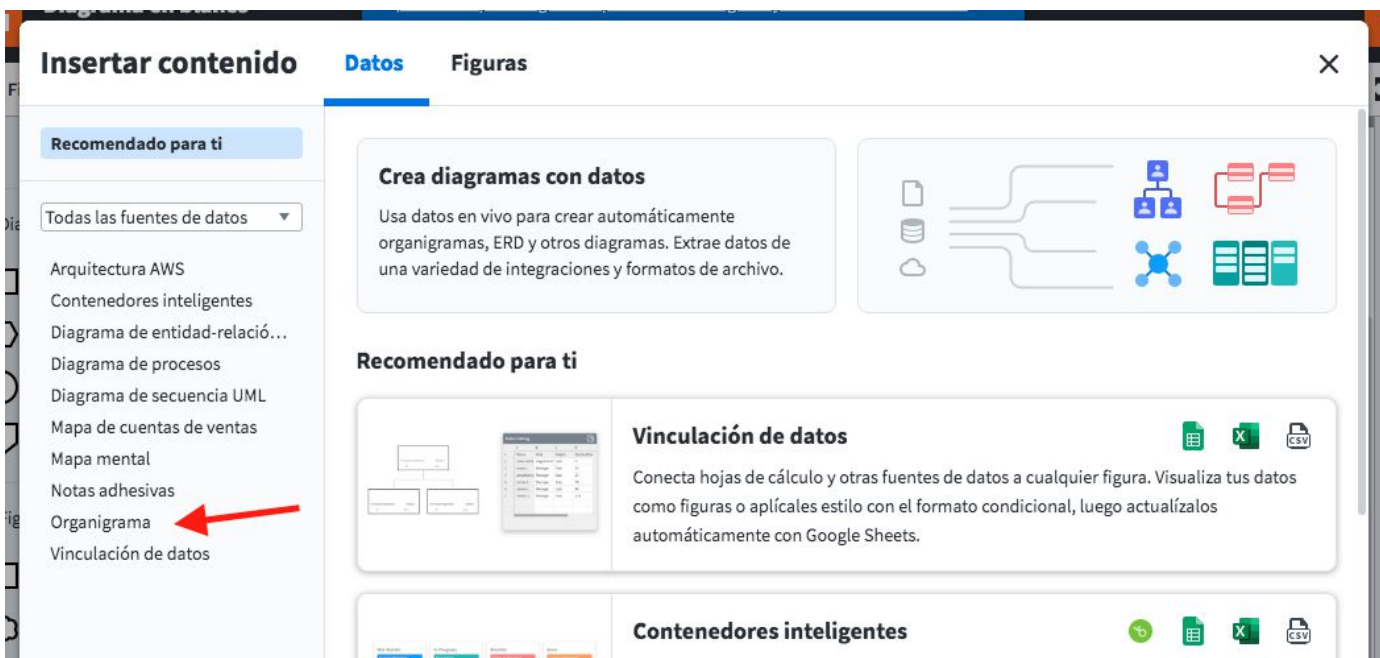 Diagrama en blanco
Insertar contenido
Datos
Figuras
Recomendado para ti
Todas las fuentes de datos
Arquitectura AWS
Contenedores inteligentes
Diagrama de entidad-relació...
Diagrama de procesos
Diagrama de secuencia UML
Mapa de cuentas de ventas
Mapa mental
Notas adhesivas
Organigrama
Vinculación de datos
Crea diagramas con datos
Usa datos en vivo para crear automáticamente
organigramas, ERD y otros diagramas. Extrae datos de
una variedad de integraciones y formatos de archivo.
Recomendado para ti
Vinculación de datos
CSV
Conecta hojas de cálculo y otras fuentes de datos a cualquier figura. Visualiza tus datos
como figuras o aplícales estilo con el formato condicional, luego actualízalos
automáticamente con Google Sheets.
Contenedores inteligentes
CSV